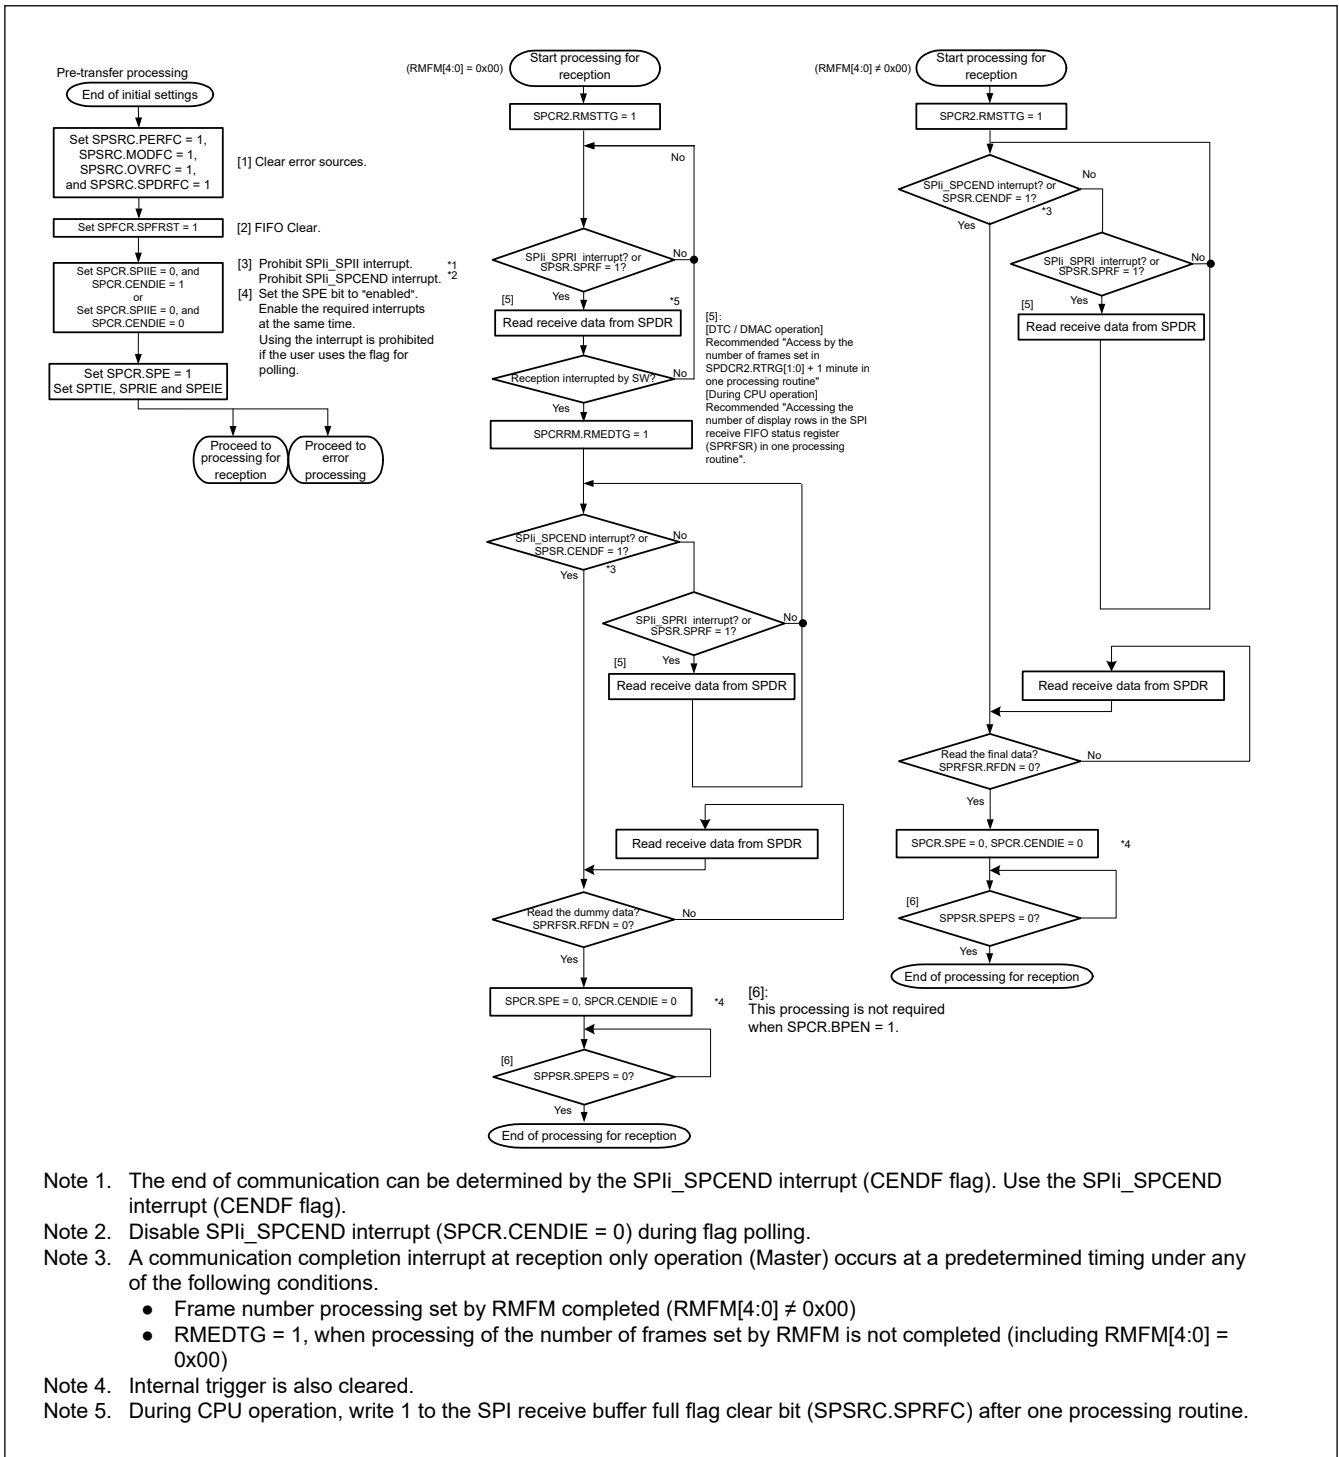 Pre-transfer processing
End of initial settings
Set SPSRC.PERFC = 1,
SPSRC.MODFC = 1,
SPSRC.OVRFC = 1,
and SPSRC.SPDRFC = 1
[1] Clear error sources.
Set SPFCR.SPFRST = 1
[2] FIFO Clear.
Set SPCR.SPIIE = 0, and
SPCR.CENDIE = 1
or
Set SPCR.SPIIE = 0, and
SPCR.CENDIE = 0
[3] Prohibit SPIi_SPII interrupt. *1
Prohibit SPIi_SPCEND interrupt. *2
[4] Set the SPE bit to "enabled".
Enable the required interrupts
at the same time.
Using the interrupt is prohibited
if the user uses the flag for
polling.
Set SPCR.SPE = 1
Set SPTIE, SPRIE and SPEIE
Proceed to
processing for
reception
Proceed to
error
processing
(RMFM[4:0] = 0x00)
Start processing for
reception
SPCR2.RMSTTG = 1
No
SPIi_SPRI interrupt? or
SPSR.SPRF = 1?
No
Yes
[5]
*5
Read receive data from SPDR
Reception interrupted by SW?
No
Yes
SPCRRM.RMEDTG = 1
[5]:
[DTC / DMAC operation]
Recommended "Access by the
number of frames set in
SPDCR2.RTRG[1:0] + 1 minute in
one processing routine"
[During CPU operation]
Recommended "Accessing the
number of display rows in the SPI
receive FIFO status register
(SPRFSR) in one processing
routine".
SPIi_SPCEND interrupt? or
SPSR.CENDF = 1?
No
Yes
*3
SPIi_SPRI interrupt? or
SPSR.SPRF = 1?
No
Yes
[5]
Read receive data from SPDR
Read receive data from SPDR
Read the dummy data?
SPRFSR.RFDN = 0?
No
Yes
SPCR.SPE = 0, SPCR.CENDIE = 0
*4
[6]:
This processing is not required
when SPCR.BPEN = 1.
[6]
SPPSR.SPEPS = 0?
Yes
End of processing for reception
(RMFM[4:0] ≠ 0x00)
Start processing for
reception
SPCR2.RMSTTG = 1
SPIi_SPCEND interrupt? or
SPSR.CENDF = 1?
No
*3
Yes
SPIi_SPRI interrupt? or
SPSR.SPRF = 1?
No
Yes
[5]
Read receive data from SPDR
Read receive data from SPDR
Read the final data?
SPRFSR.RFDN = 0?
No
Yes
SPCR.SPE = 0, SPCR.CENDIE = 0
*4
[6]
SPPSR.SPEPS = 0?
Yes
End of processing for reception
Note 1. The end of communication can be determined by the SPIi_SPCEND interrupt (CENDF flag). Use the SPIi_SPCEND
interrupt (CENDF flag).
Note 2. Disable SPIi_SPCEND interrupt (SPCR.CENDIE = 0) during flag polling.
Note 3. A communication completion interrupt at reception only operation (Master) occurs at a predetermined timing under any
of the following conditions.
● Frame number processing set by RMFM completed (RMFM[4:0] ≠ 0x00)
● RMEDTG = 1, when processing of the number of frames set by RMFM is not completed (including RMFM[4:0] =
0x00)
Note 4. Internal trigger is also cleared.
Note 5. During CPU operation, write 1 to the SPI receive buffer full flag clear bit (SPSRC.SPRFC) after one processing routine.